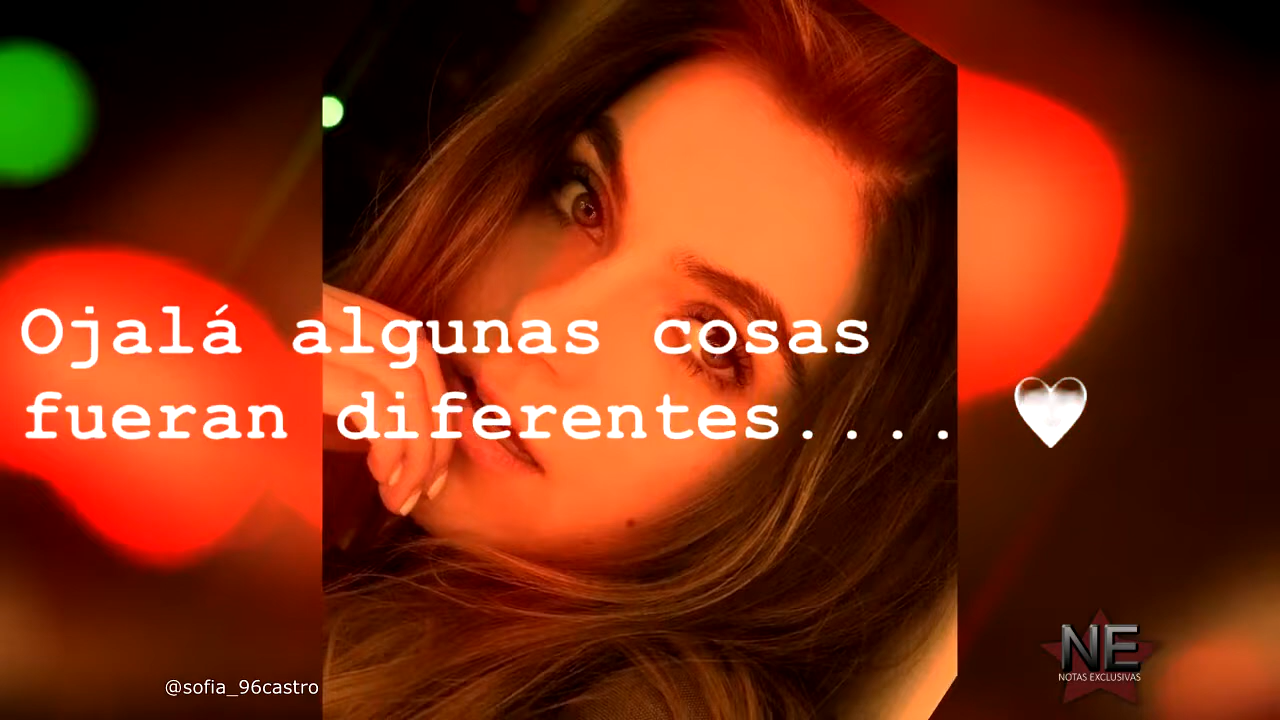 Ojalá algunas cosas
fueran diferentes....
@sofia_96castro
NE
NOTAS EXCLUSIVAS